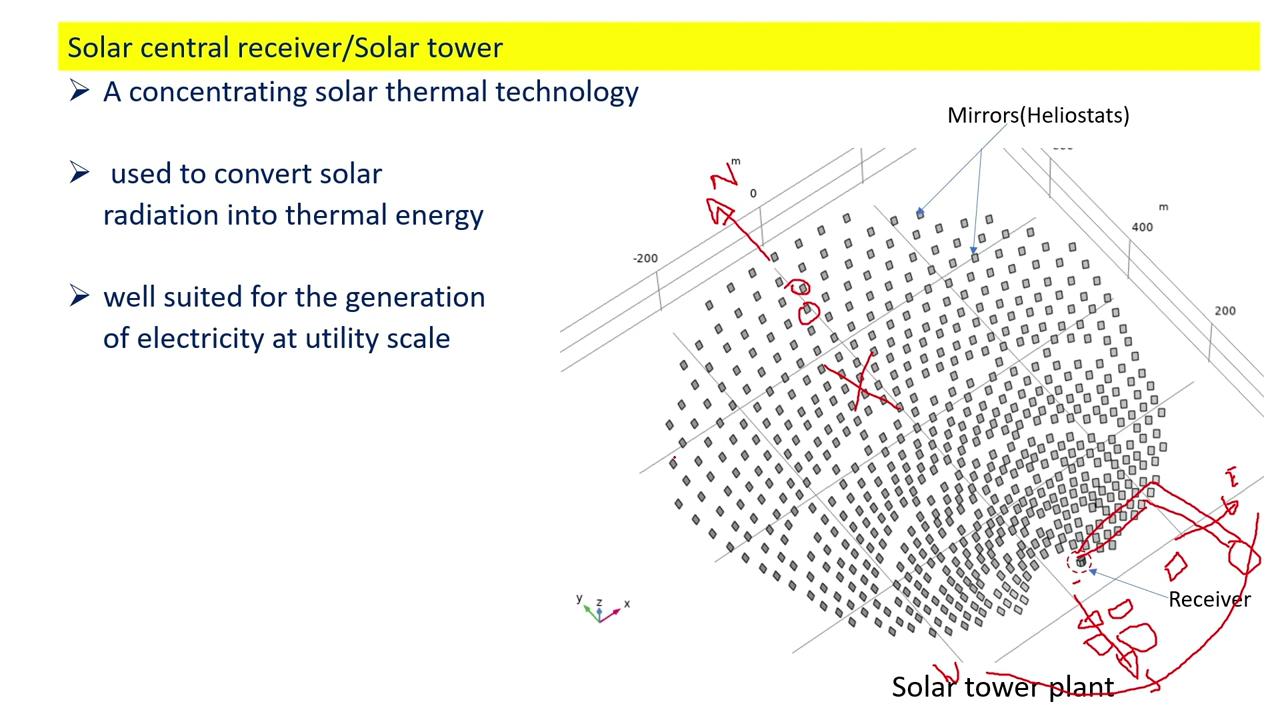 Solar central receiver/Solar tower
➢ A concentrating solar thermal technology
➢ used to convert solar
radiation into thermal energy
➢ well suited for the generation
of electricity at utility scale
Mirrors(Heliostats)
m
0
-200
m
400
200
N
E
Receiver
y
z
x
S
Solar tower plant